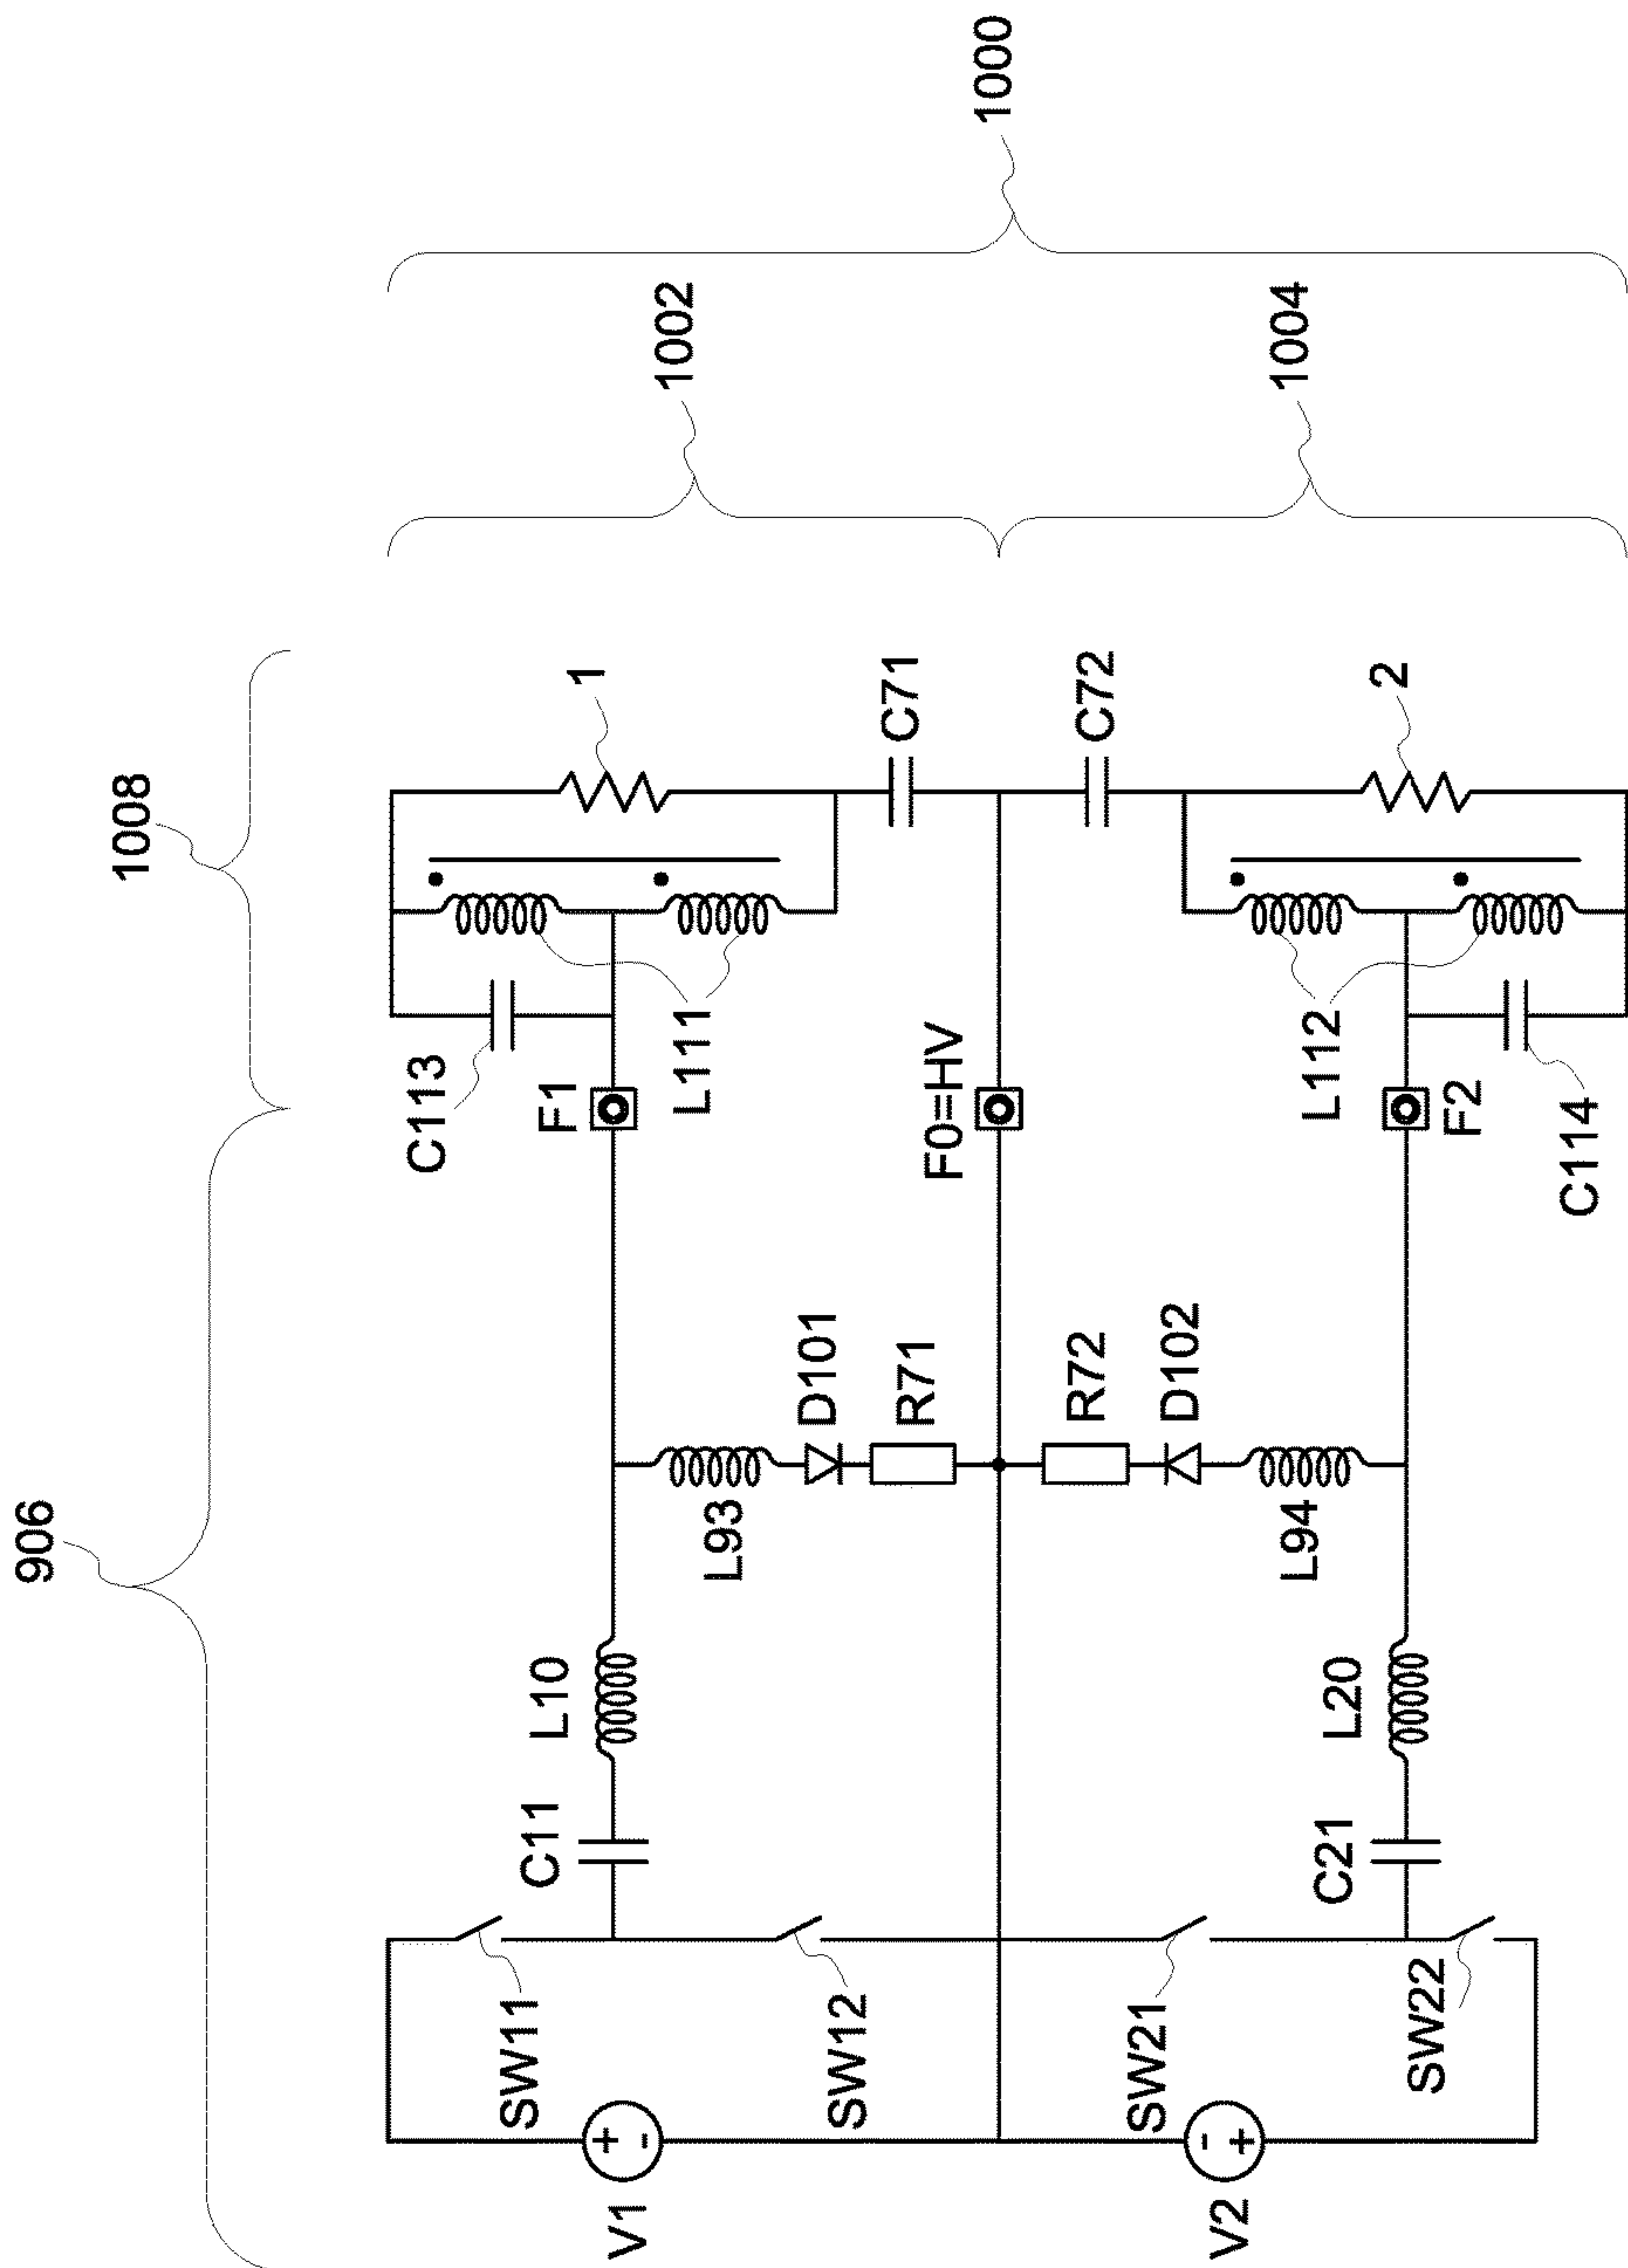 906
1008
1000
1002
1004
V1
+
-
SW11
SW12
C11
L10
L93
D101
R71
F1
C113
L111
1
C71
F0=HV
V2
-
+
SW21
SW22
C21
L20
L94
D102
R72
F2
C114
L112
2
C72